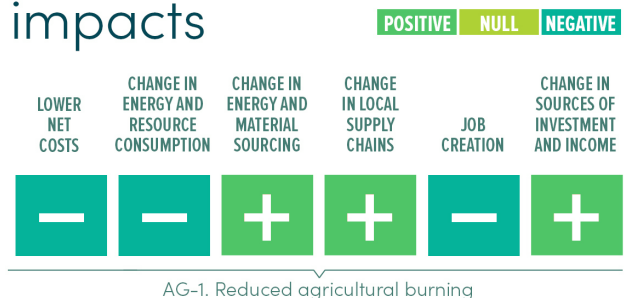 impacts
POSITIVE NULL NEGATIVE
LOWER
NET
COSTS
CHANGE IN
ENERGY AND
RESOURCE
CONSUMPTION
CHANGE IN
ENERGY AND
MATERIAL
SOURCING
CHANGE
IN LOCAL
SUPPLY
CHAINS
JOB
CREATION
CHANGE IN
SOURCES OF
INVESTMENT
AND INCOME
− − + + − +
AG-1. Reduced agricultural burning